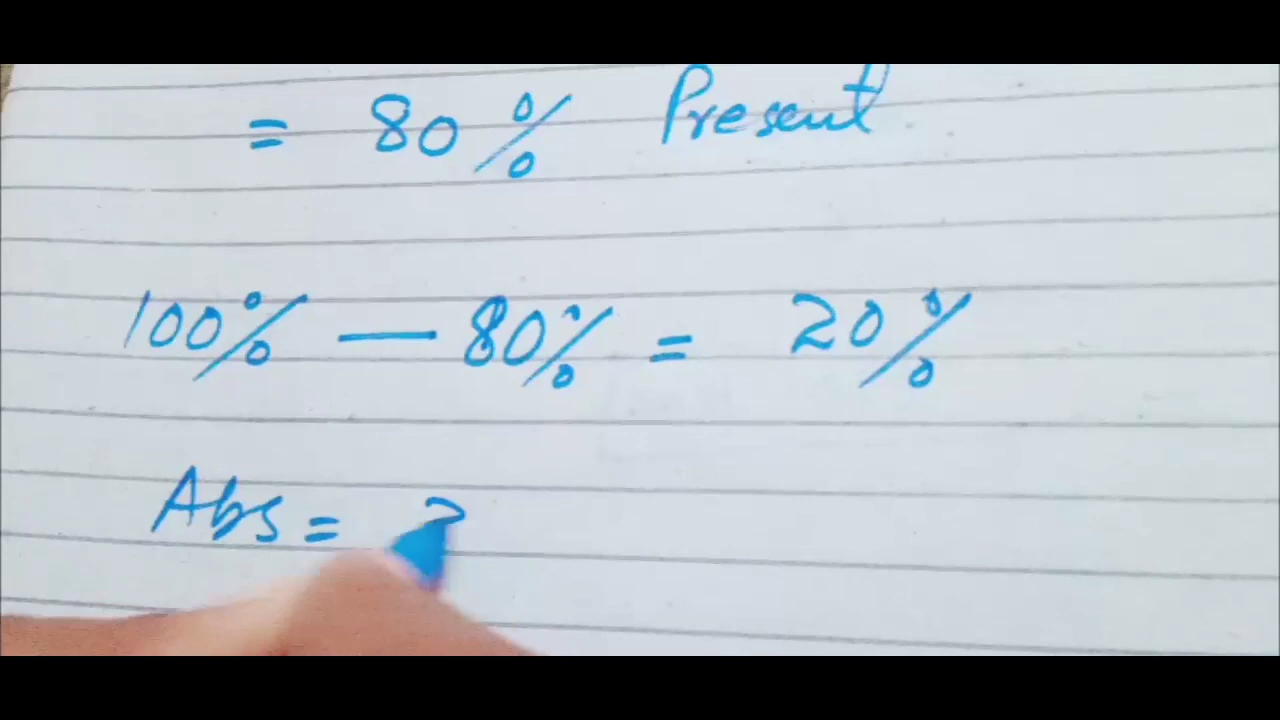 = 80% Present
100% — 80% = 20%
Abs =